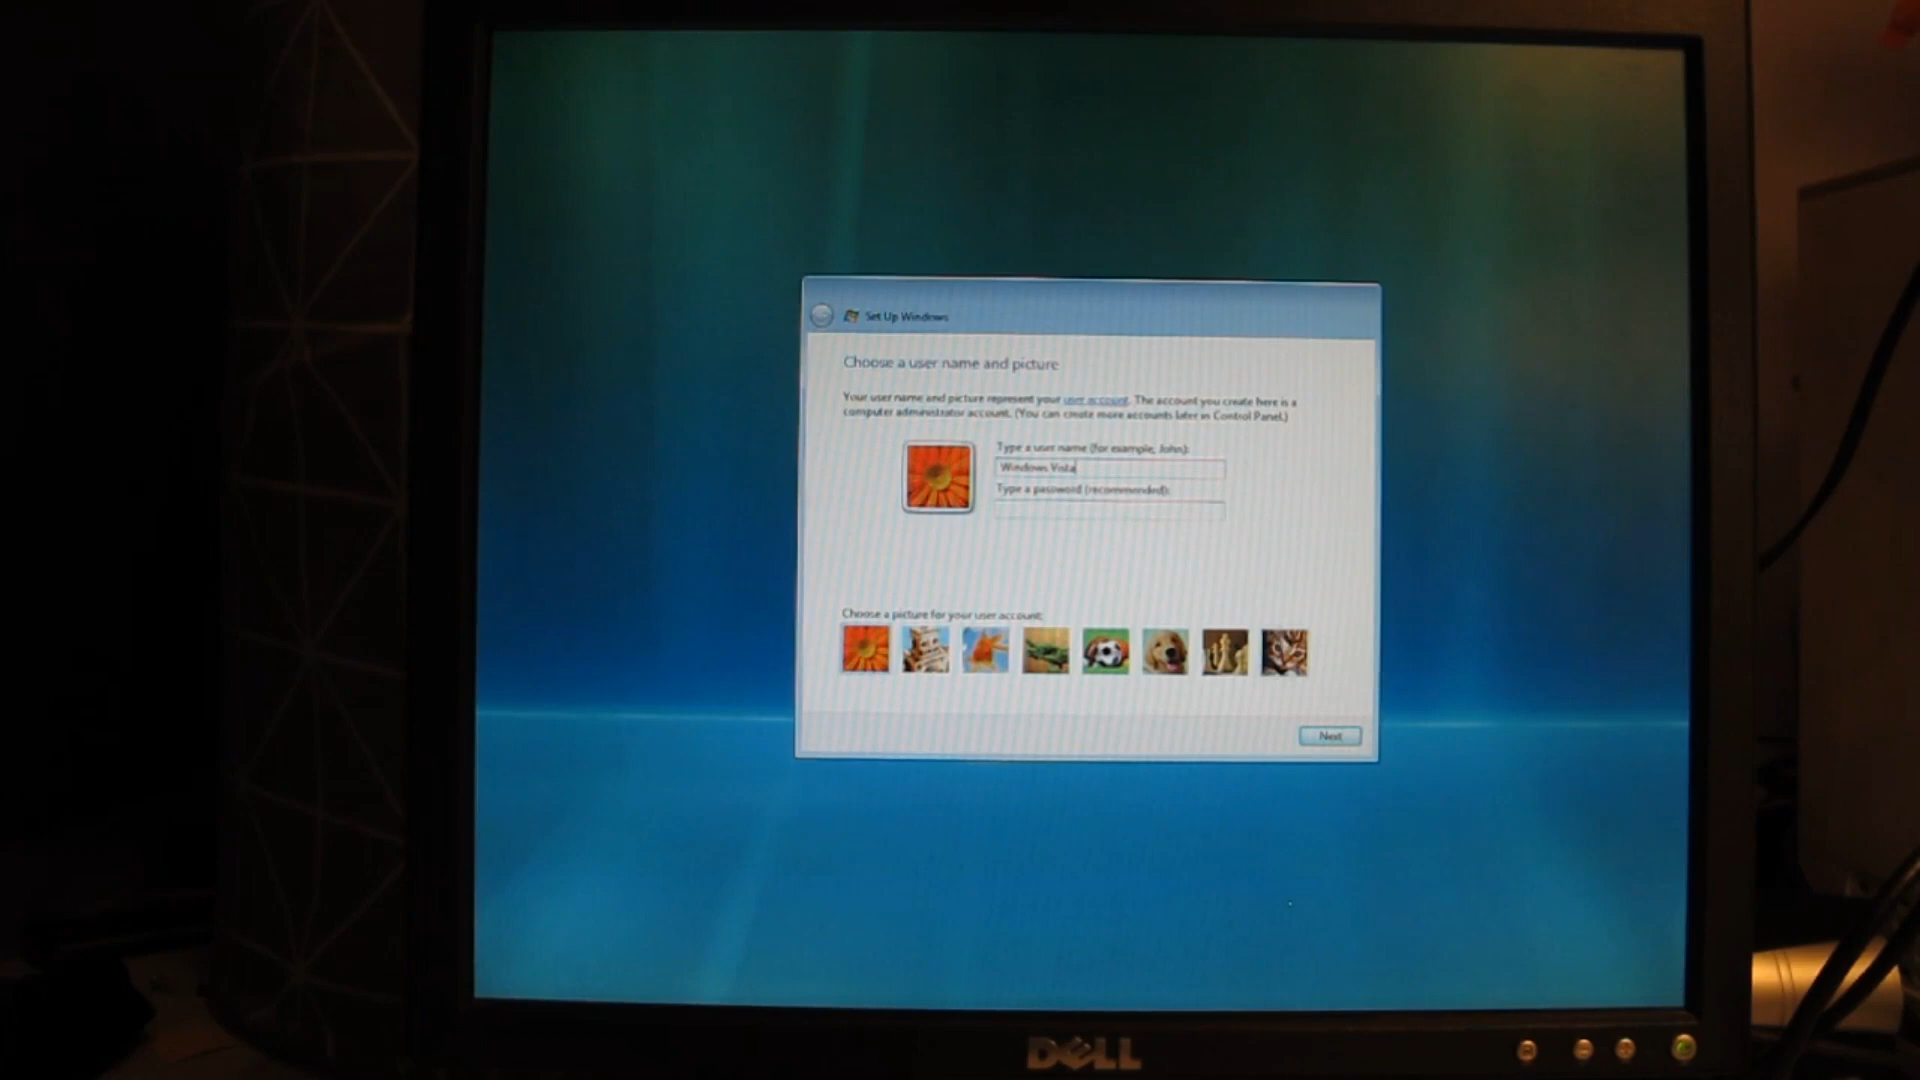 Set Up Windows
Choose a user name and picture
Your user name and picture represent your user account. The account you create here is a
computer administrator account. (You can create more accounts later in Control Panel.)
Type a user name (for example, John):
Windows Vista
Type a password (recommended):
Choose a picture for your user account:
Next
DELL